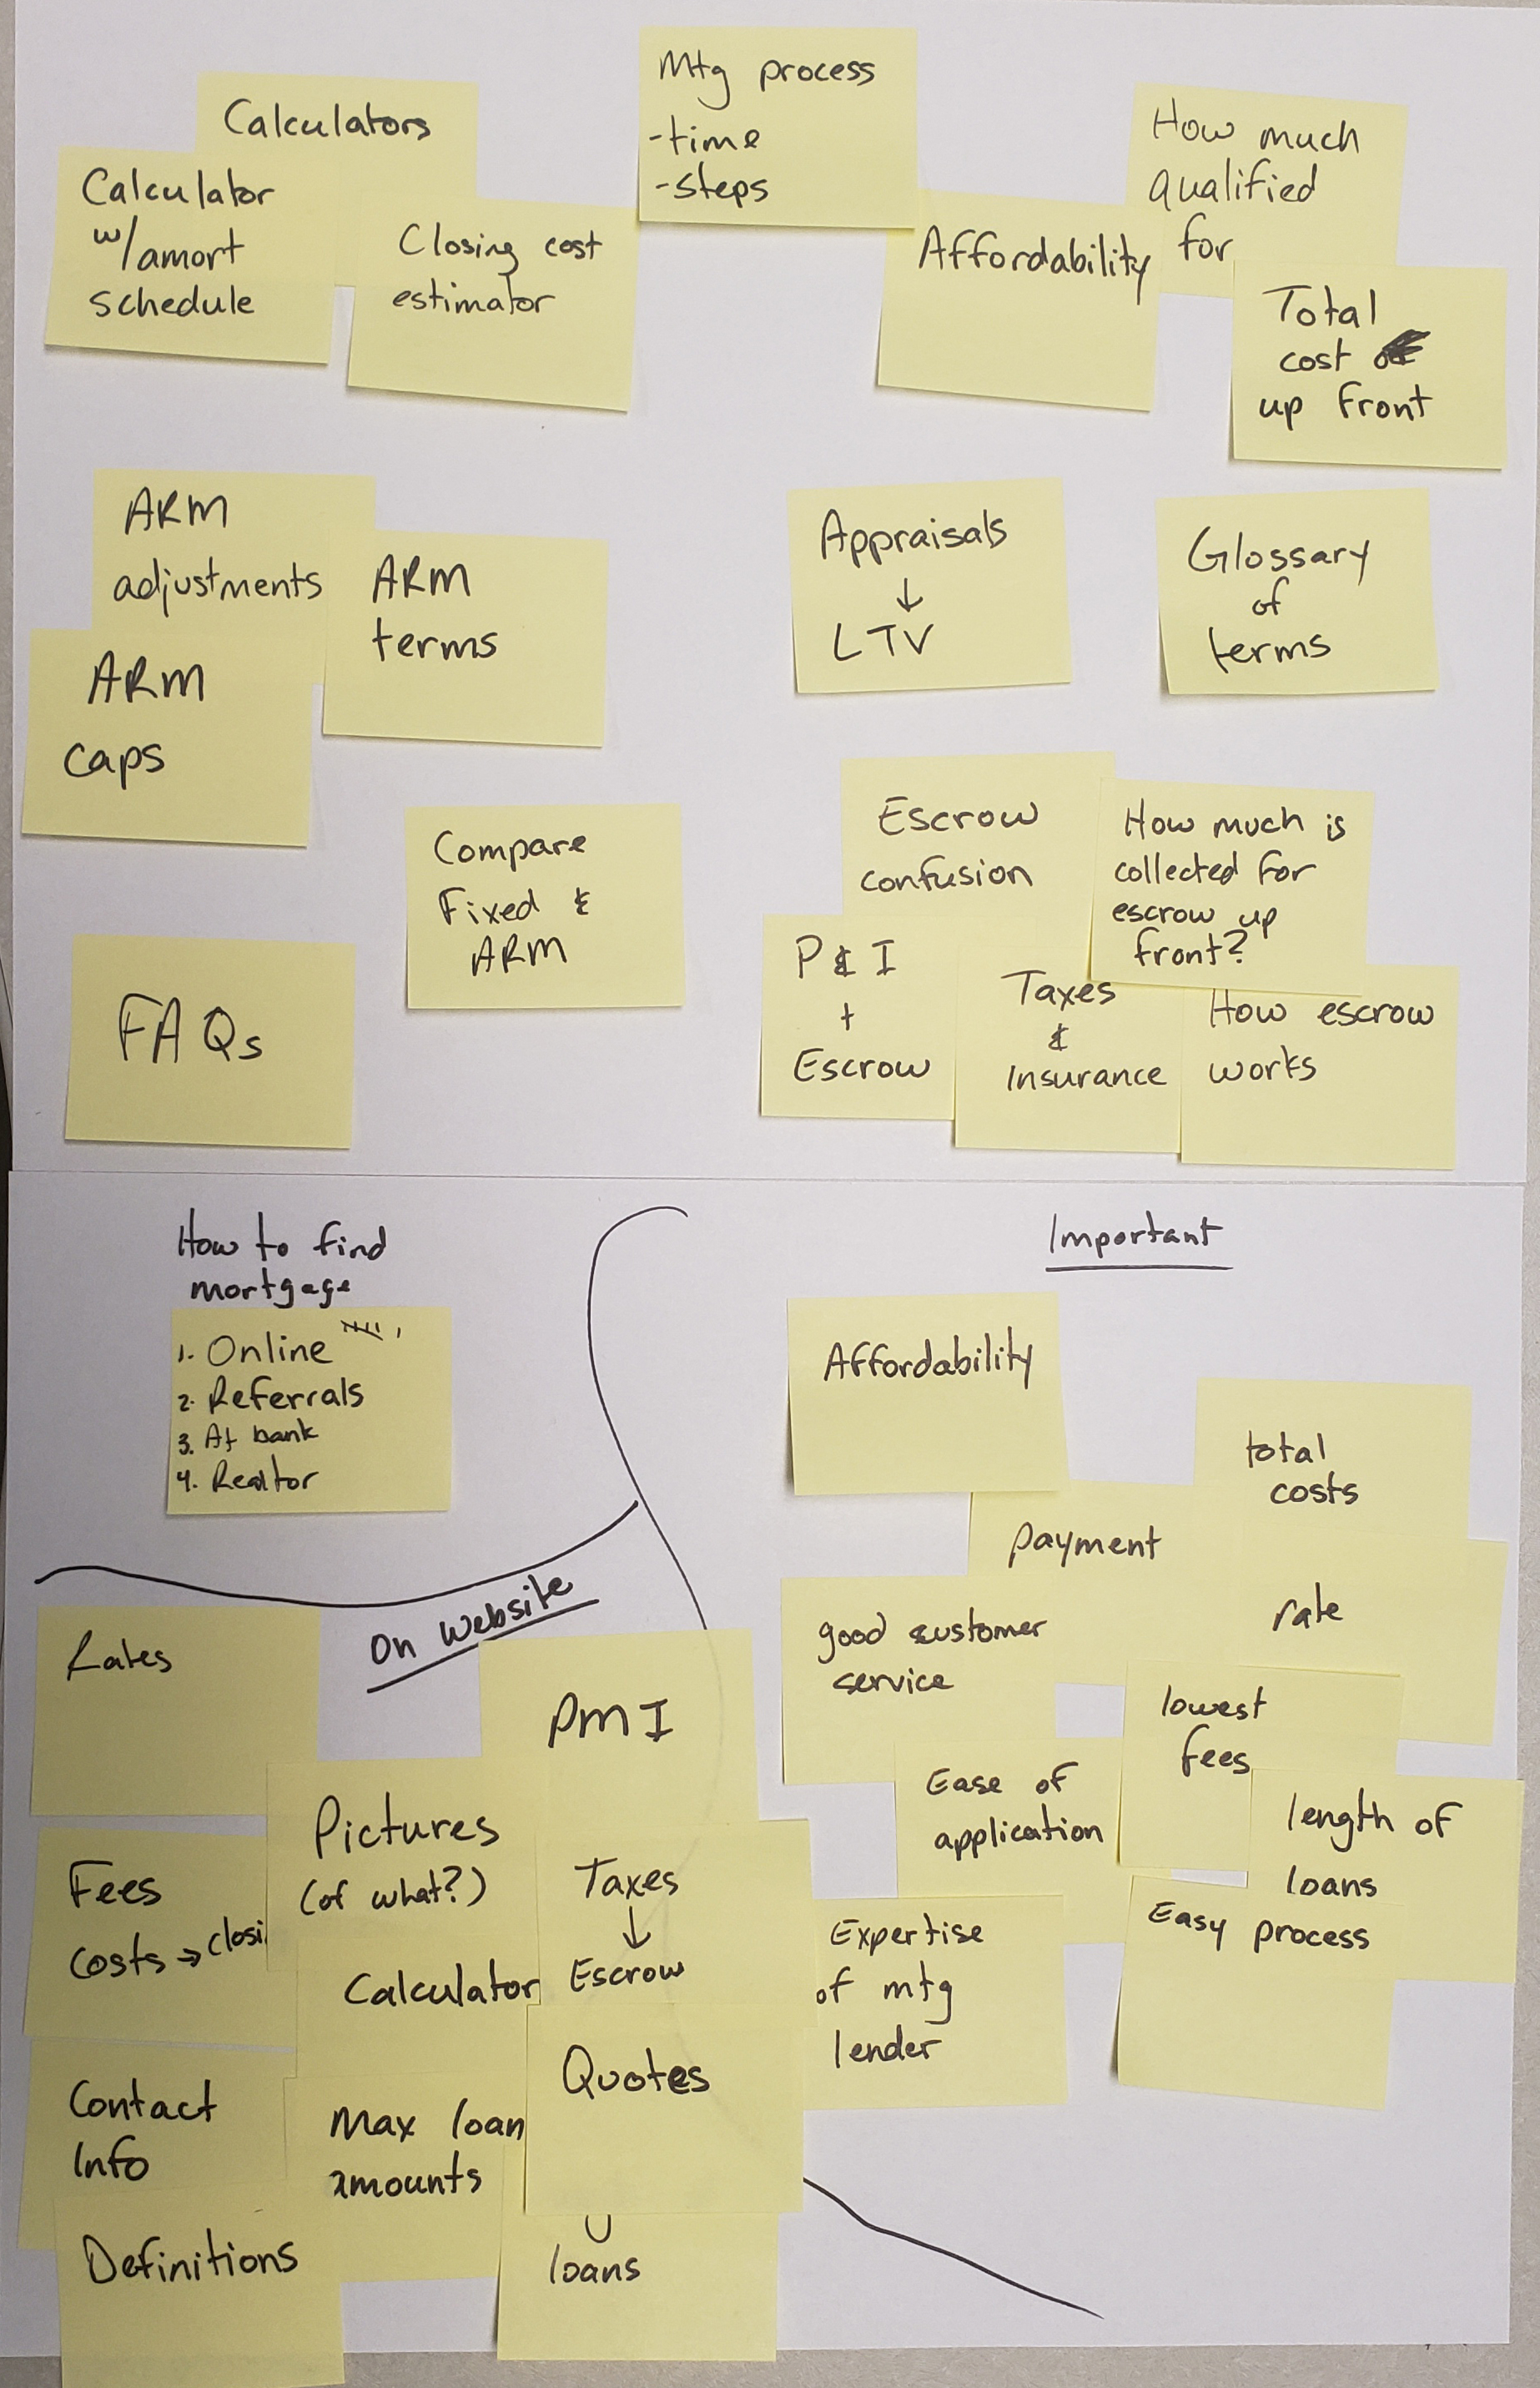 Calculators
Calculator
w/amort
schedule
Closing cost
estimator
Mtg process
-time
-steps
Affordability
How much
qualified
for
Total
cost
up front
ARM
adjustments
ARM
terms
ARM
caps
Compare
Fixed &
ARM
FAQs
Appraisals
↓
LTV
Glossary
of
terms
Escrow
confusion
How much is
collected for
escrow up
front?
P & I
+
Escrow
Taxes
&
Insurance
How escrow
works
How to find
mortgage
1. Online
2. Referrals
3. At bank
4. Realtor
On website
Rates
PMI
Pictures
(of what?)
Fees
costs → closi
Taxes
↓
Escrow
Calculator
Quotes
Contact
Info
Max loan
amounts
Definitions
loans
Important
Affordability
total
costs
payment
rate
good customer
service
lowest
fees
Ease of
application
length of
loans
Expertise
of mtg
lender
Easy process